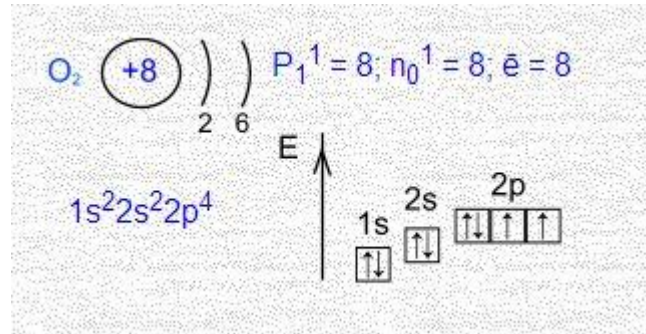 O₂ +8 P₁¹ = 8; n₀¹ = 8; ē = 8
2 6
E
1s²2s²2p⁴
1s 2s 2p
↑↓ ↑↓ ↑↓ ↑ ↑